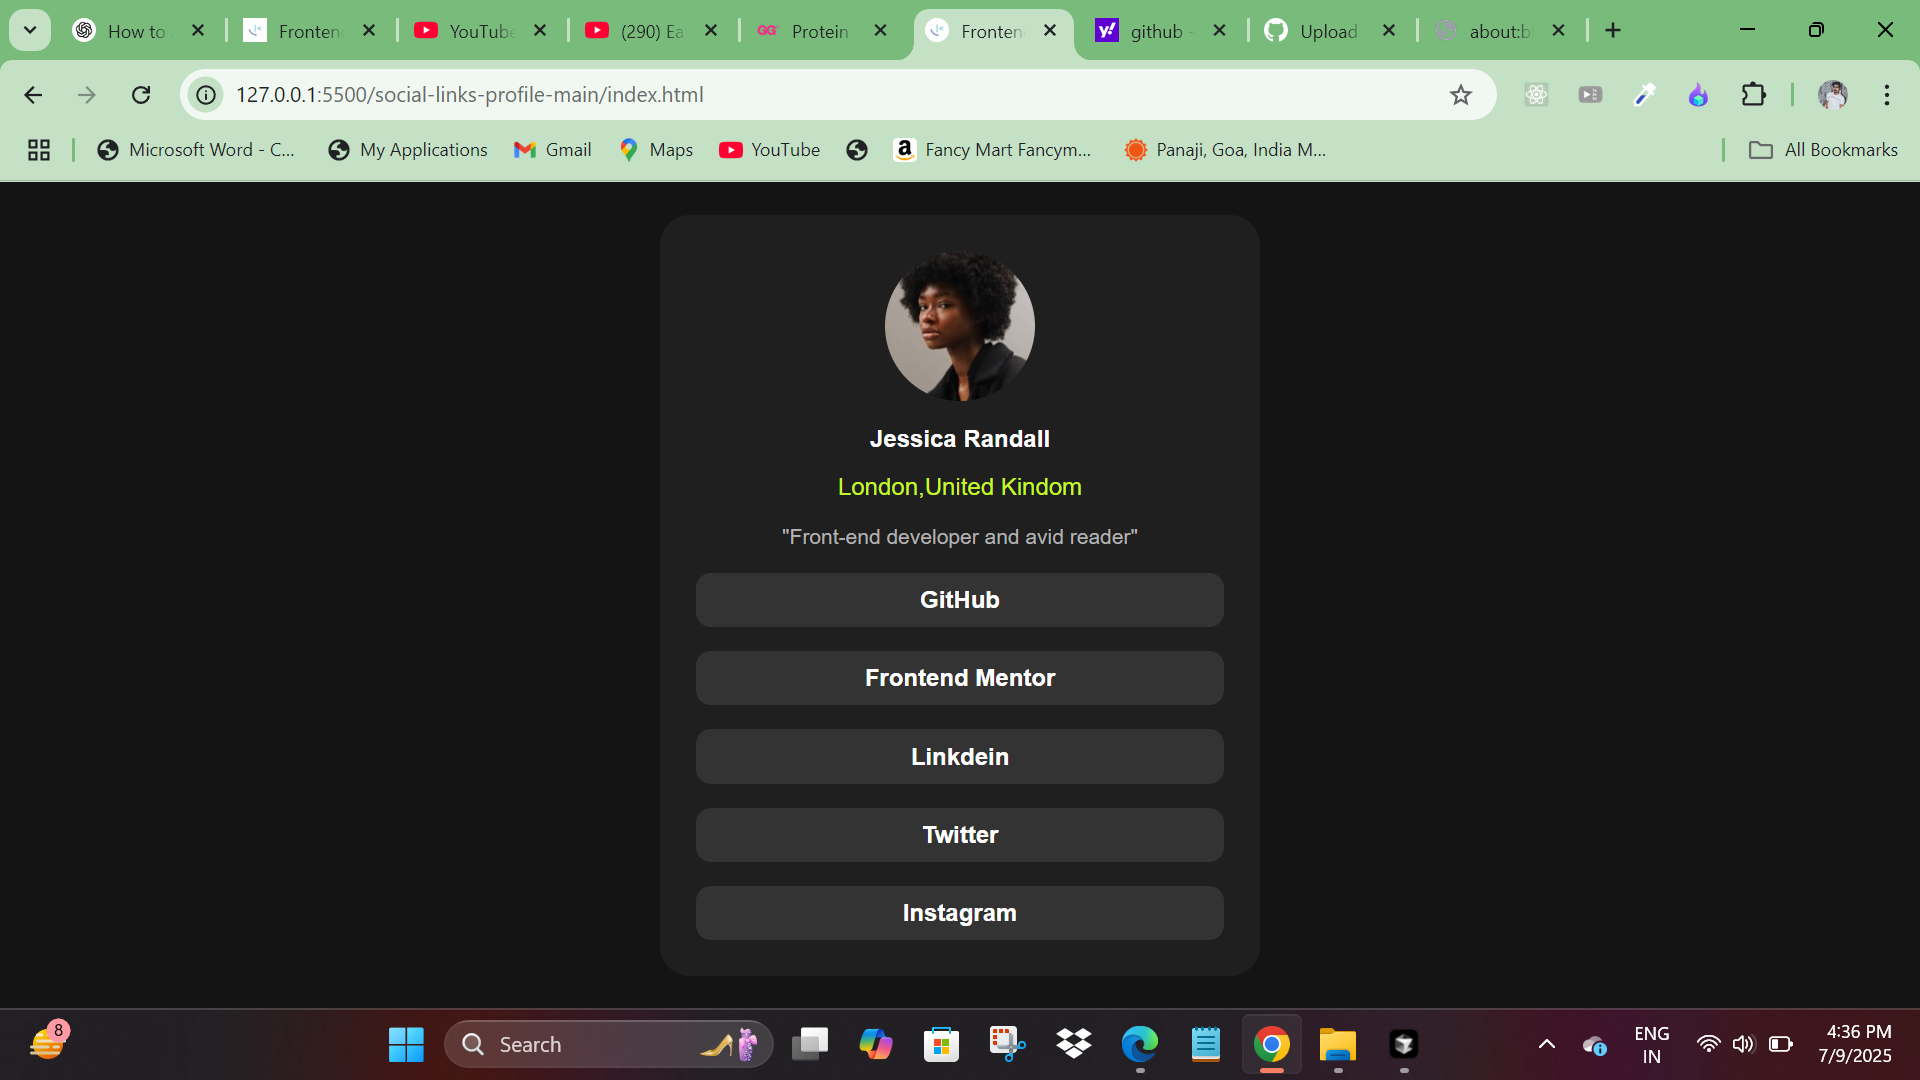 How to
Fronten
YouTube
(290) Ea
Protein
Fronten
github -
Upload
about:b
127.0.0.1:5500/social-links-profile-main/index.html
Microsoft Word - C...
My Applications
Gmail
Maps
YouTube
a
Fancy Mart Fancym...
Panaji, Goa, India M...
All Bookmarks
Jessica Randall
London,United Kindom
"Front-end developer and avid reader"
GitHub
Frontend Mentor
Linkdein
Twitter
Instagram
8
Search
ENG
IN
4:36 PM
7/9/2025